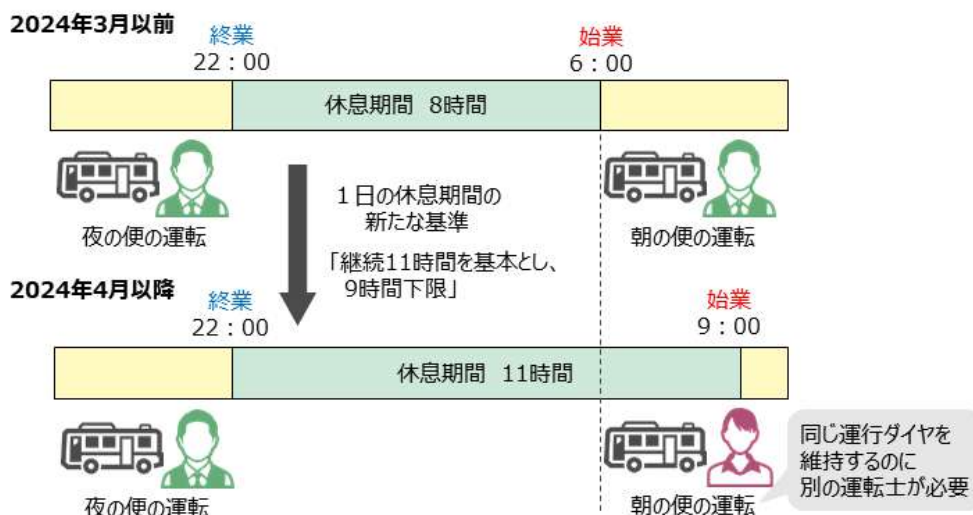 2024年3月以前
終業
22：00
始業
6：00
休息期間 8時間
夜の便の運転
１日の休息期間の
新たな基準
「継続11時間を基本とし、
9時間下限」
朝の便の運転
2024年4月以降
終業
22：00
始業
9：00
休息期間 11時間
夜の便の運転
朝の便の運転
同じ運行ダイヤを
維持するのに
別の運転士が必要